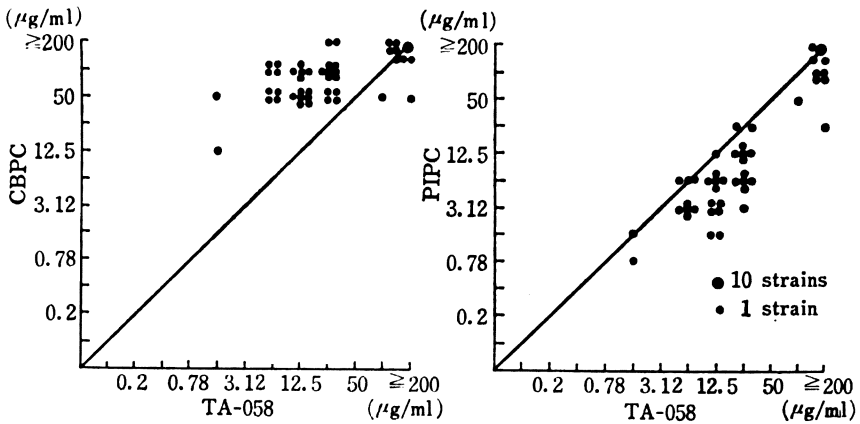 (μg/ml)
≧200
50
12.5
3.12
0.78
0.2
CBPC
0.2 0.78 3.12 12.5 50 ≧200
TA-058 (μg/ml)
(μg/ml)
≧200
50
12.5
3.12
0.78
0.2
PIPC
10 strains
1 strain
0.2 0.78 3.12 12.5 50 ≧200
TA-058 (μg/ml)